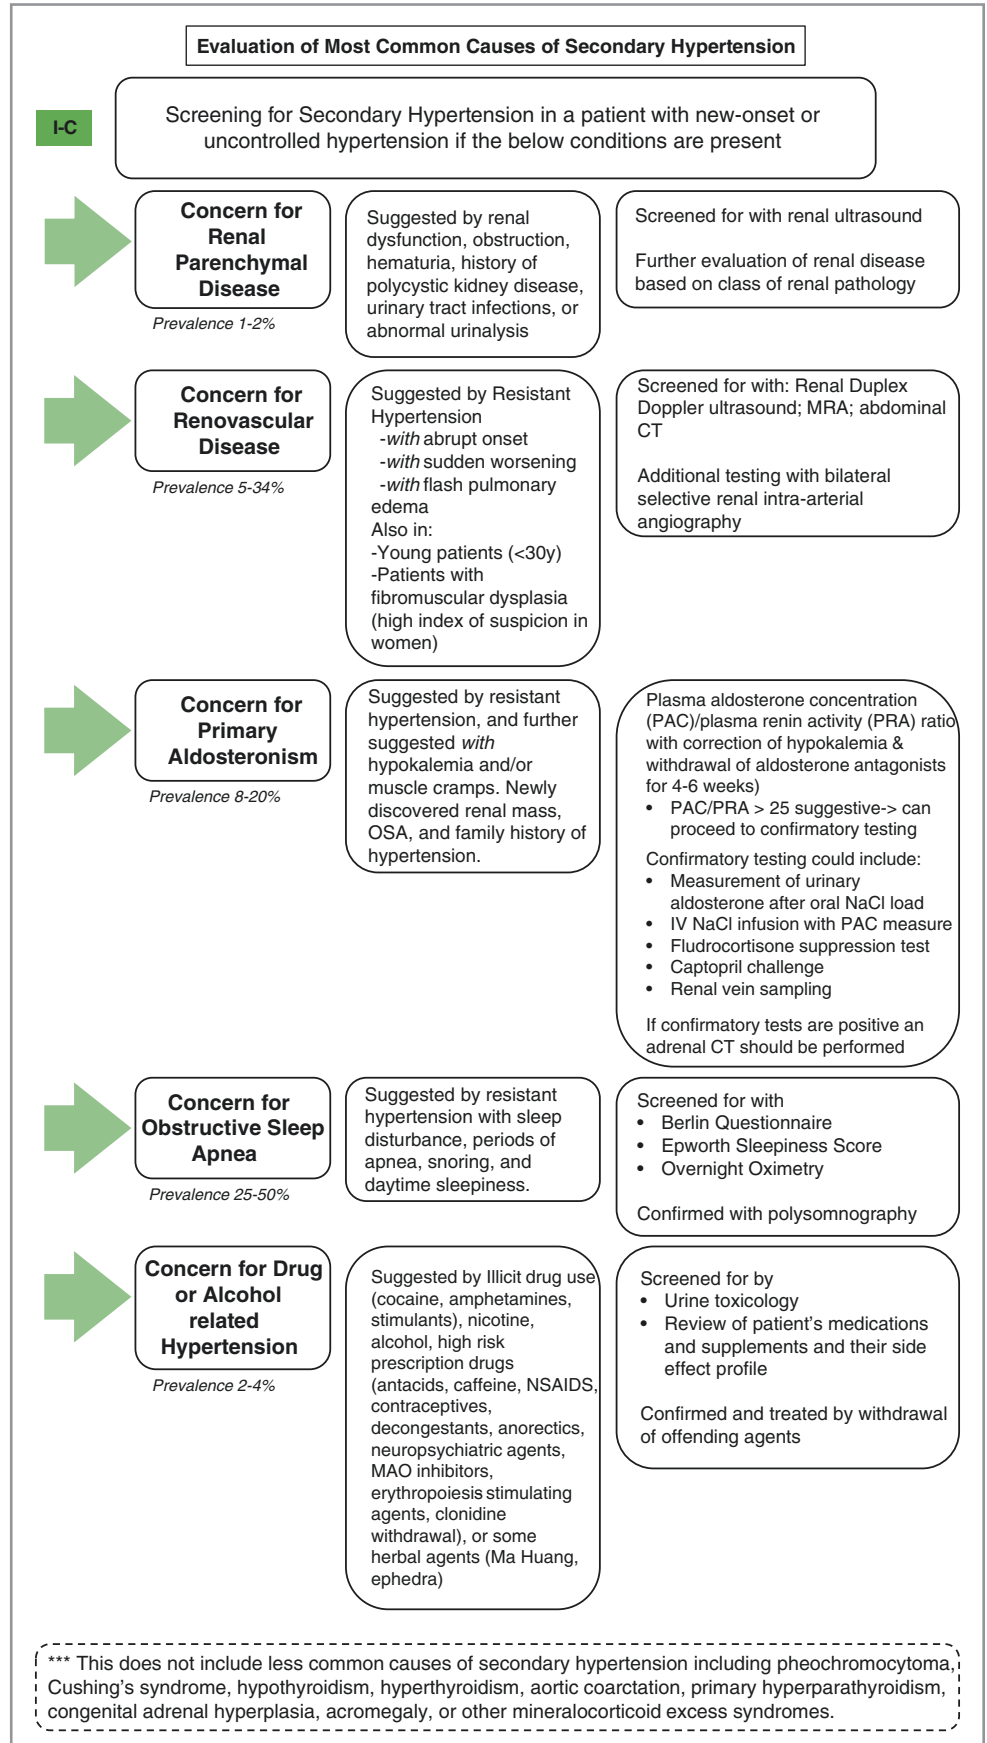 Evaluation of Most Common Causes of Secondary Hypertension
I-C
Screening for Secondary Hypertension in a patient with new-onset or
uncontrolled hypertension if the below conditions are present
Concern for
Renal
Parenchymal
Disease
Prevalence 1-2%
Suggested by renal
dysfunction, obstruction,
hematuria, history of
polycystic kidney disease,
urinary tract infections, or
abnormal urinalysis
Screened for with renal ultrasound
Further evaluation of renal disease
based on class of renal pathology
Concern for
Renovascular
Disease
Prevalence 5-34%
Suggested by Resistant
Hypertension
-with abrupt onset
-with sudden worsening
-with flash pulmonary
edema
Also in:
-Young patients (<30y)
-Patients with
fibromuscular dysplasia
(high index of suspicion in
women)
Screened for with: Renal Duplex
Doppler ultrasound; MRA; abdominal
CT
Additional testing with bilateral
selective renal intra-arterial
angiography
Concern for
Primary
Aldosteronism
Prevalence 8-20%
Suggested by resistant
hypertension, and further
suggested with
hypokalemia and/or
muscle cramps. Newly
discovered renal mass,
OSA, and family history of
hypertension.
Plasma aldosterone concentration
(PAC)/plasma renin activity (PRA) ratio
with correction of hypokalemia &
withdrawal of aldosterone antagonists
for 4-6 weeks)
• PAC/PRA > 25 suggestive-> can
proceed to confirmatory testing
Confirmatory testing could include:
• Measurement of urinary
aldosterone after oral NaCl load
• IV NaCl infusion with PAC measure
• Fludrocortisone suppression test
• Captopril challenge
• Renal vein sampling
If confirmatory tests are positive an
adrenal CT should be performed
Concern for
Obstructive Sleep
Apnea
Prevalence 25-50%
Suggested by resistant
hypertension with sleep
disturbance, periods of
apnea, snoring, and
daytime sleepiness.
Screened for with
• Berlin Questionnaire
• Epworth Sleepiness Score
• Overnight Oximetry
Confirmed with polysomnography
Concern for Drug
or Alcohol
related
Hypertension
Prevalence 2-4%
Suggested by Illicit drug use
(cocaine, amphetamines,
stimulants), nicotine,
alcohol, high risk
prescription drugs
(antacids, caffeine, NSAIDS,
contraceptives,
decongestants, anorectics,
neuropsychiatric agents,
MAO inhibitors,
erythropoiesis stimulating
agents, clonidine
withdrawal), or some
herbal agents (Ma Huang,
ephedra)
Screened for by
• Urine toxicology
• Review of patient's medications
and supplements and their side
effect profile
Confirmed and treated by withdrawal
of offending agents
*** This does not include less common causes of secondary hypertension including pheochromocytoma,
Cushing's syndrome, hypothyroidism, hyperthyroidism, aortic coarctation, primary hyperparathyroidism,
congenital adrenal hyperplasia, acromegaly, or other mineralocorticoid excess syndromes.